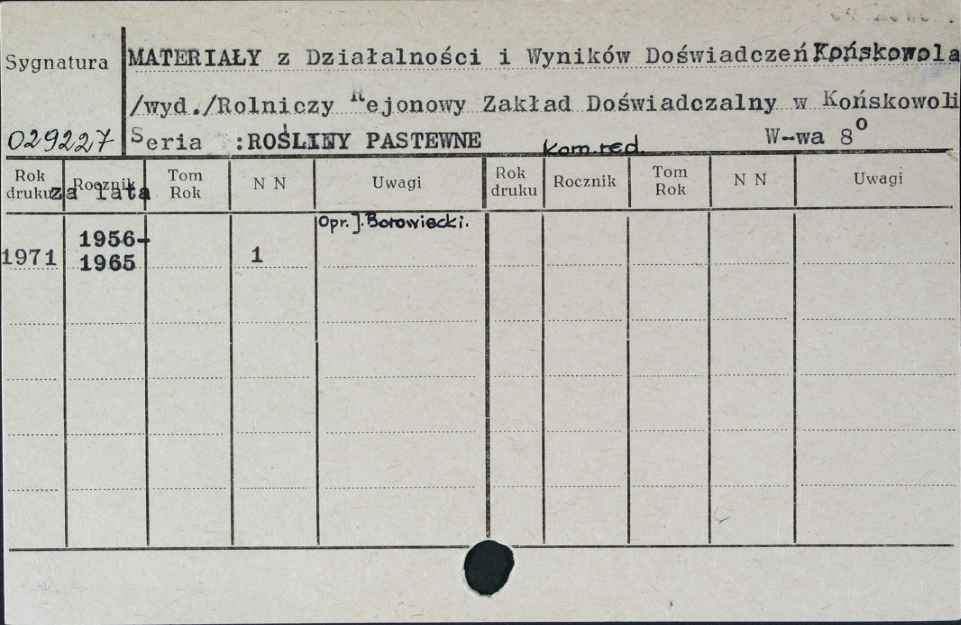 Sygnatura
MATERIAŁY z Działalności i Wyników Doświadczeń Końskowola
/wyd./Rolniczy Rejonowy Zakład Doświadczalny w Końskowoli
029227
Seria :ROŚLINY PASTEWNE W-wa 8º
Kom.red.
Rok druku Rocznik Tom Rok N N Uwagi Rok druku Rocznik Tom Rok N N Uwagi
za lata
Opr. J. Borowiecki.
1971 1956-1965 1